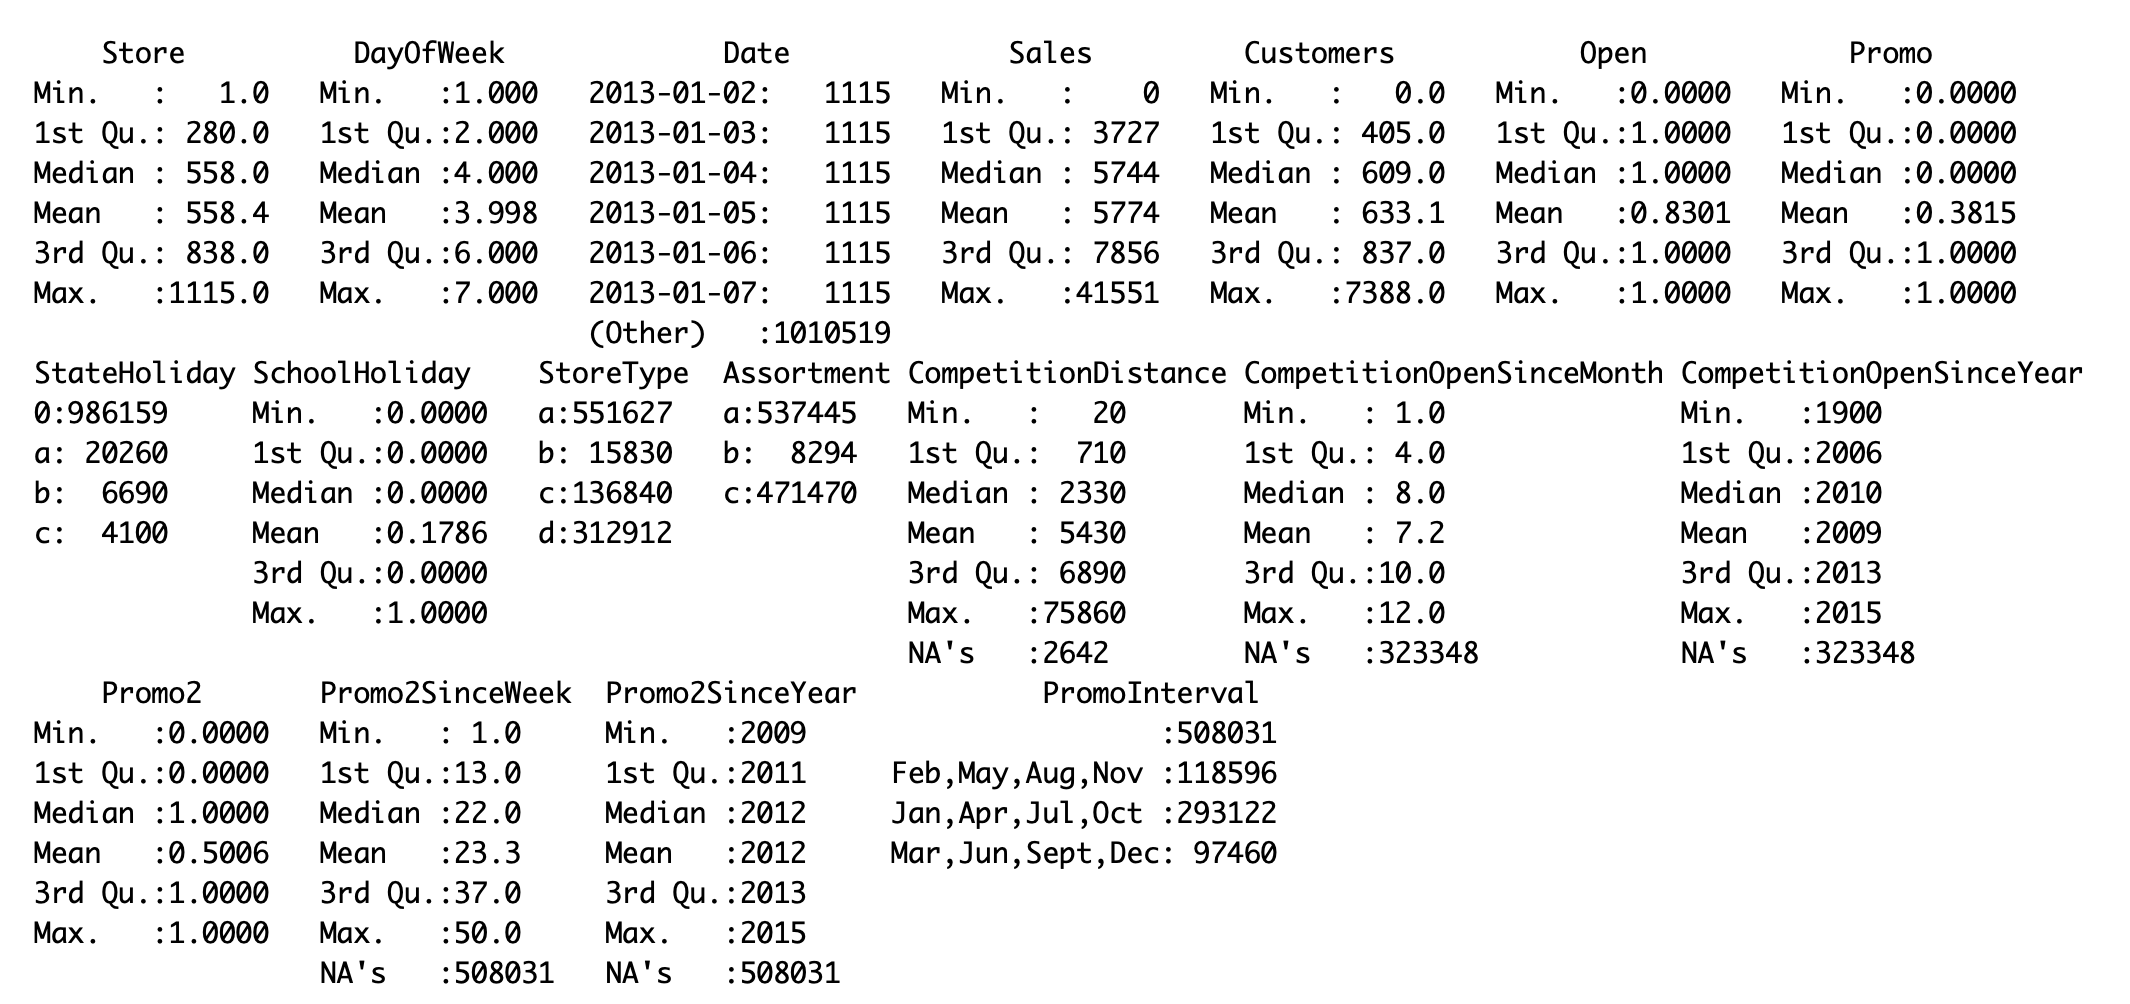 Store          DayOfWeek             Date             Sales         Customers           Open            Promo
Min.   :   1.0   Min.   :1.000   2013-01-02:   1115   Min.   :    0   Min.   :   0.0   Min.   :0.0000   Min.   :0.0000
1st Qu.: 280.0   1st Qu.:2.000   2013-01-03:   1115   1st Qu.: 3727   1st Qu.: 405.0   1st Qu.:1.0000   1st Qu.:0.0000
Median : 558.0   Median :4.000   2013-01-04:   1115   Median : 5744   Median : 609.0   Median :1.0000   Median :0.0000
Mean   : 558.4   Mean   :3.998   2013-01-05:   1115   Mean   : 5774   Mean   : 633.1   Mean   :0.8301   Mean   :0.3815
3rd Qu.: 838.0   3rd Qu.:6.000   2013-01-06:   1115   3rd Qu.: 7856   3rd Qu.: 837.0   3rd Qu.:1.0000   3rd Qu.:1.0000
Max.   :1115.0   Max.   :7.000   2013-01-07:   1115   Max.   :41551   Max.   :7388.0   Max.   :1.0000   Max.   :1.0000
                                 (Other)   :1010519
StateHoliday SchoolHoliday    StoreType  Assortment CompetitionDistance CompetitionOpenSinceMonth CompetitionOpenSinceYear
0:986159     Min.   :0.0000   a:551627   a:537445   Min.   :   20       Min.   : 1.0              Min.   :1900
a: 20260     1st Qu.:0.0000   b: 15830   b:  8294   1st Qu.:  710       1st Qu.: 4.0              1st Qu.:2006
b:  6690     Median :0.0000   c:136840   c:471470   Median : 2330       Median : 8.0              Median :2010
c:  4100     Mean   :0.1786   d:312912              Mean   : 5430       Mean   : 7.2              Mean   :2009
             3rd Qu.:0.0000                         3rd Qu.: 6890       3rd Qu.:10.0              3rd Qu.:2013
             Max.   :1.0000                         Max.   :75860       Max.   :12.0              Max.   :2015
                                                    NA's   :2642        NA's   :323348            NA's   :323348
    Promo2       Promo2SinceWeek  Promo2SinceYear           PromoInterval
Min.   :0.0000   Min.   : 1.0     Min.   :2009                     :508031
1st Qu.:0.0000   1st Qu.:13.0     1st Qu.:2011     Feb,May,Aug,Nov :118596
Median :1.0000   Median :22.0     Median :2012     Jan,Apr,Jul,Oct :293122
Mean   :0.5006   Mean   :23.3     Mean   :2012     Mar,Jun,Sept,Dec: 97460
3rd Qu.:1.0000   3rd Qu.:37.0     3rd Qu.:2013
Max.   :1.0000   Max.   :50.0     Max.   :2015
                 NA's   :508031   NA's   :508031